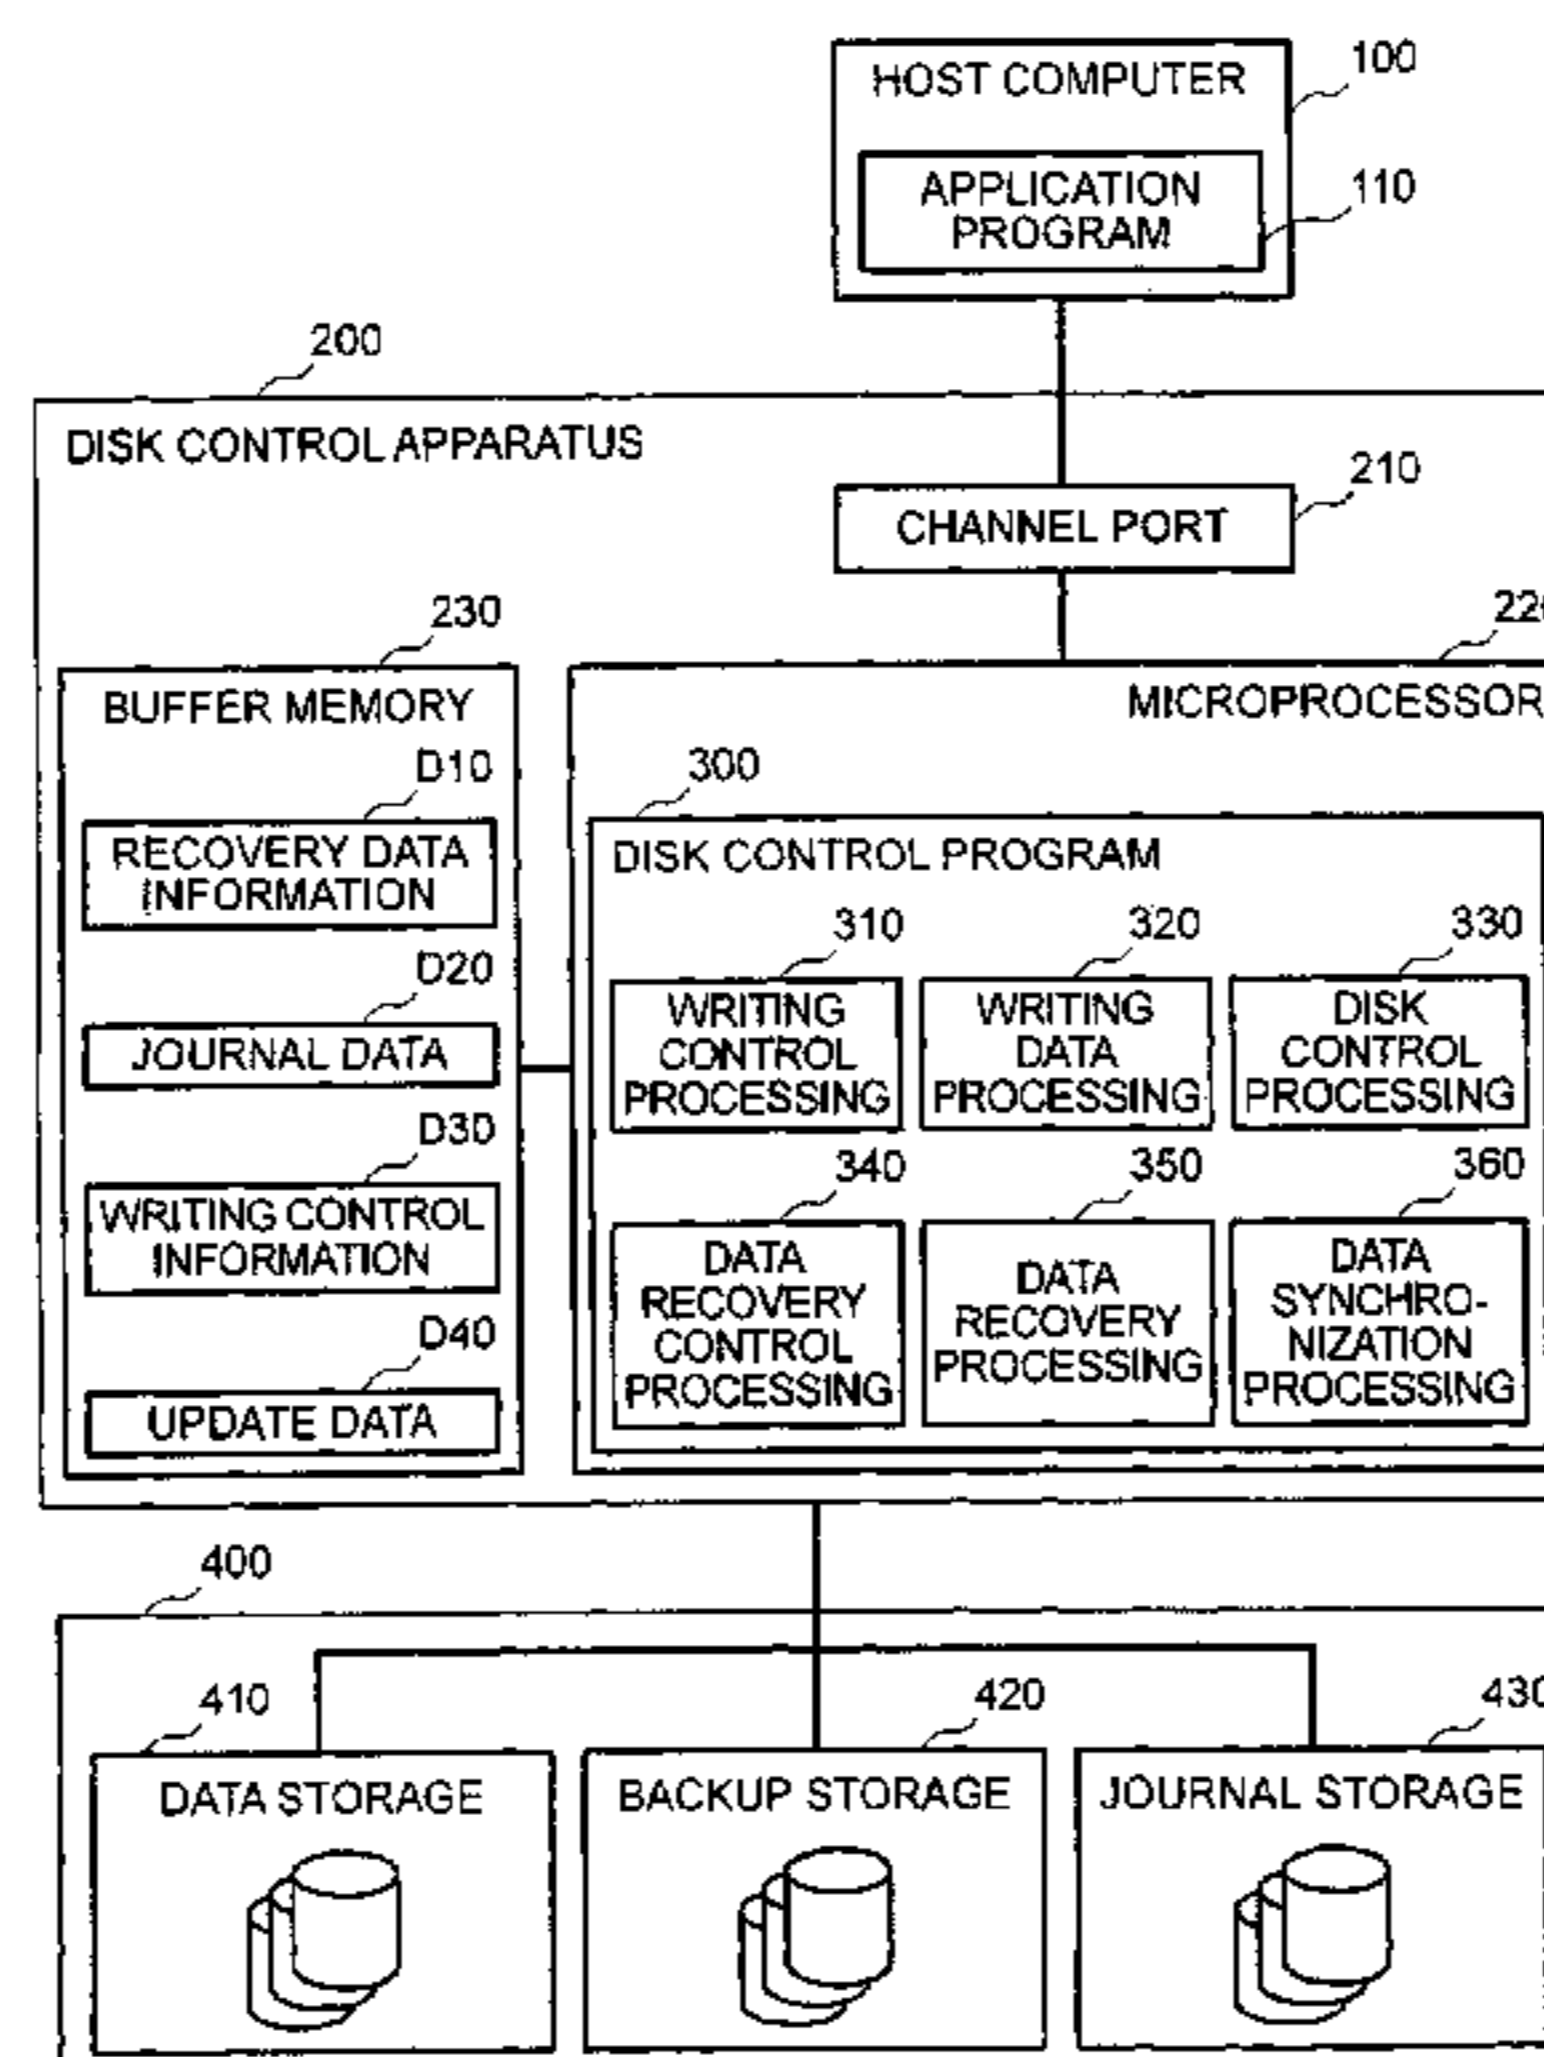 100
HOST COMPUTER
110
APPLICATION
PROGRAM
200
DISK CONTROL APPARATUS
210
CHANNEL PORT
230
BUFFER MEMORY
D10
RECOVERY DATA
INFORMATION
D20
JOURNAL DATA
D30
WRITING CONTROL
INFORMATION
D40
UPDATE DATA
MICROPROCESSOR
300
DISK CONTROL PROGRAM
310
WRITING
CONTROL
PROCESSING
320
WRITING
DATA
PROCESSING
330
DISK
CONTROL
PROCESSING
340
DATA
RECOVERY
CONTROL
PROCESSING
350
DATA
RECOVERY
PROCESSING
360
DATA
SYNCHRO-
NIZATION
PROCESSING
400
410
DATA STORAGE
420
BACKUP STORAGE
430
JOURNAL STORAGE